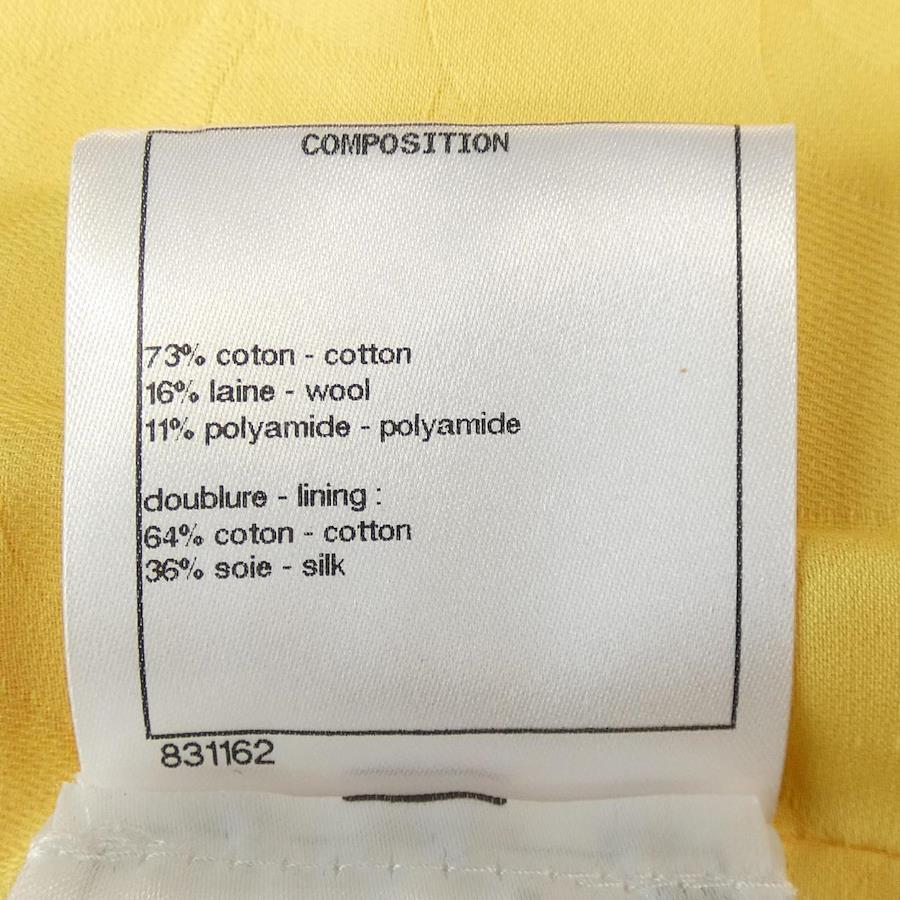 COMPOSITION
73% coton - cotton
16% laine - wool
11% polyamide - polyamide
doublure - lining :
64% coton - cotton
36% soie - silk
831162